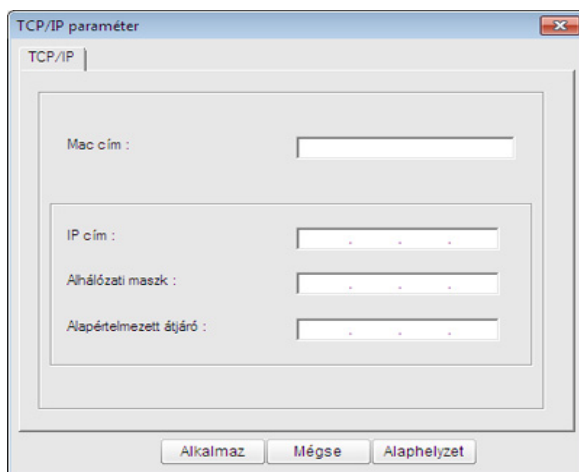 TCP/IP paraméter
TCP/IP
Mac cím :
IP cím :
. . .
Alhálózati maszk :
. . .
Alapértelmezett átjáró :
. . .
Alkalmaz Mégse Alaphelyzet